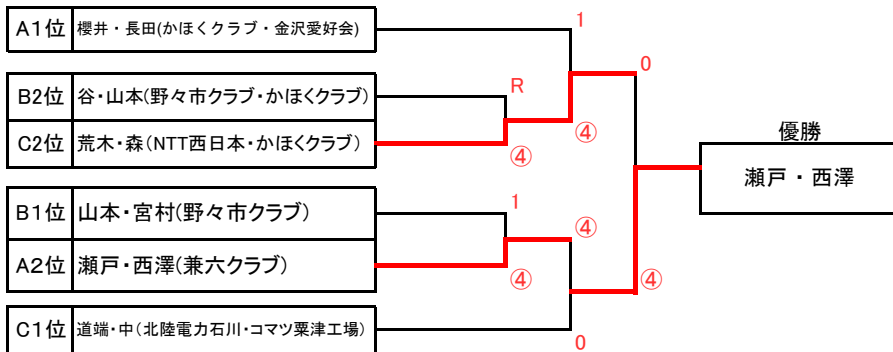 A1位 櫻井・長田(かほくクラブ・金沢愛好会)
1
0
B2位 谷・山本(野々市クラブ・かほくクラブ)
R
C2位 荒木・森(NTT西日本・かほくクラブ)
④
④
優勝
瀬戸・西澤
B1位 山本・宮村(野々市クラブ)
1
④
A2位 瀬戸・西澤(兼六クラブ)
④
④
C1位 道端・中(北陸電力石川・コマツ粟津工場)
0